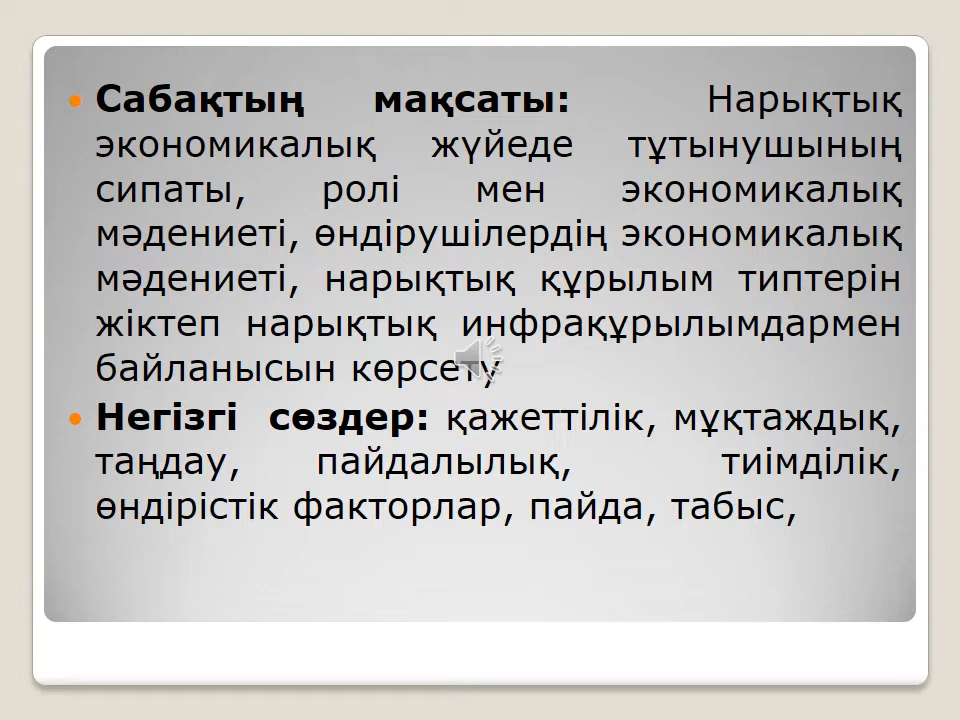 Сабақтың мақсаты: Нарықтық
экономикалық жүйеде тұтынушының
сипаты, ролі мен экономикалық
мәдениеті, өндірушілердің экономикалық
мәдениеті, нарықтық құрылым типтерін
жіктеп нарықтық инфрақұрылымдармен
байланысын көрсету
Негізгі сөздер: қажеттілік, мұқтаждық,
таңдау, пайдалылық, тиімділік,
өндірістік факторлар, пайда, табыс,